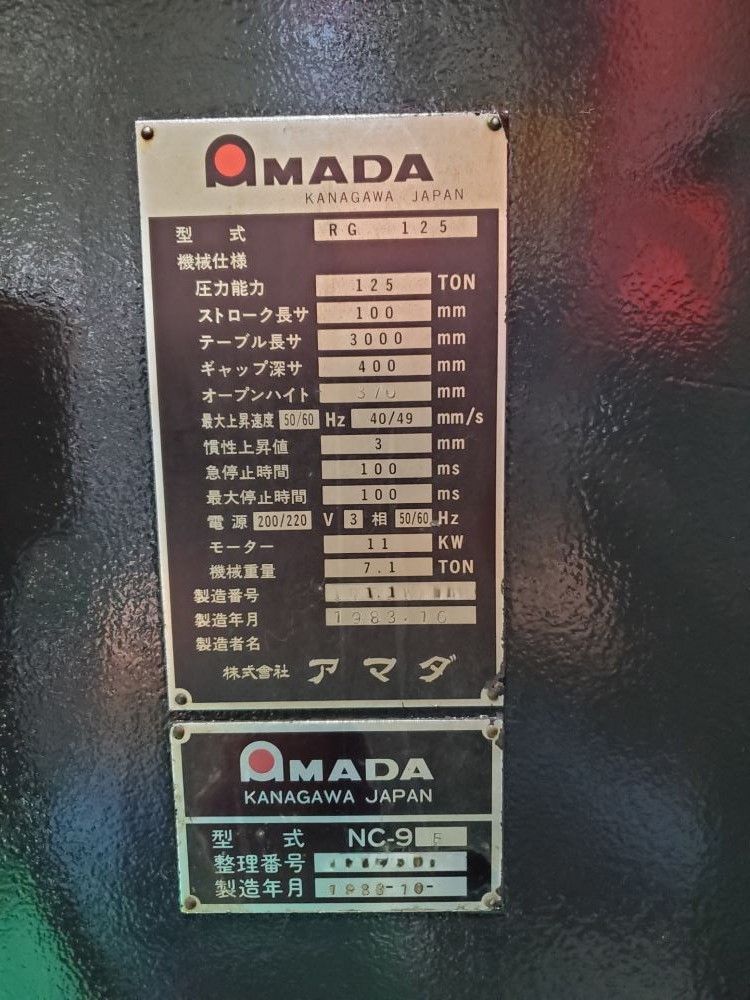 AMADA
KANAGAWA JAPAN
型 式 RG 125
機械仕様
圧力能力 125 TON
ストローク長サ 100 mm
テーブル長サ 3000 mm
ギャップ深サ 400 mm
オープンハイト 370 mm
最大上昇速度 50/60 Hz 40/49 mm/s
慣性上昇値 3 mm
急停止時間 100 ms
最大停止時間 100 ms
電源 200/220 V 3 相 50/60 Hz
モーター 11 KW
機械重量 7.1 TON
製造番号
製造年月 1983.10
製造者名
株式會社 アマダ
AMADA
KANAGAWA JAPAN
型 式 NC-9
整理番号
製造年月 1983-10-